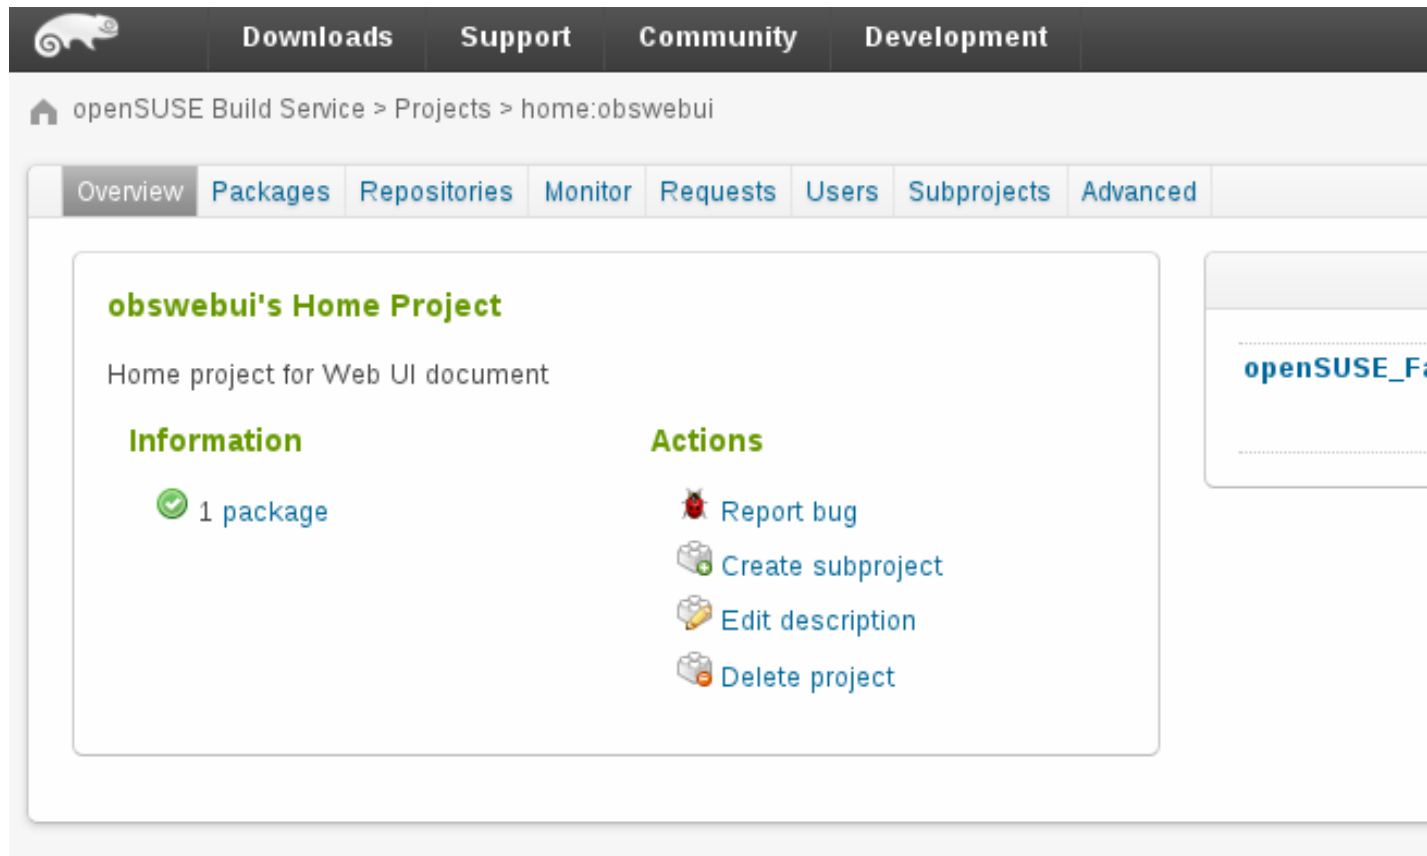 Downloads Support Community Development
openSUSE Build Service > Projects > home:obswebui
Overview Packages Repositories Monitor Requests Users Subprojects Advanced
obswebui's Home Project
Home project for Web UI document
Information
1 package
Actions
Report bug
Create subproject
Edit description
Delete project
openSUSE_Fa